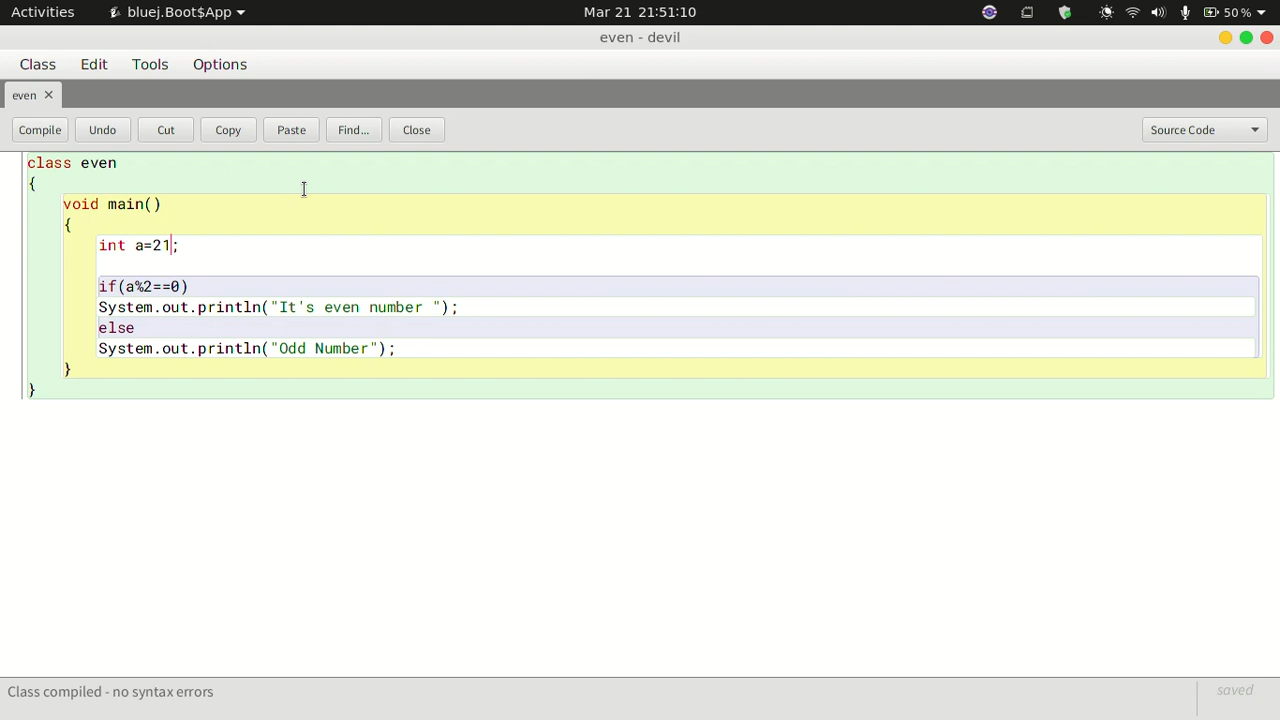 Activities bluej.Boot$App Mar 21 21:51:10 50 %
even - devil
Class Edit Tools Options
even
Compile Undo Cut Copy Paste Find... Close Source Code
class even
{
void main()
{
int a=21;
if(a%2==0)
System.out.println("It's even number ");
else
System.out.println("Odd Number");
}
}
Class compiled - no syntax errors saved